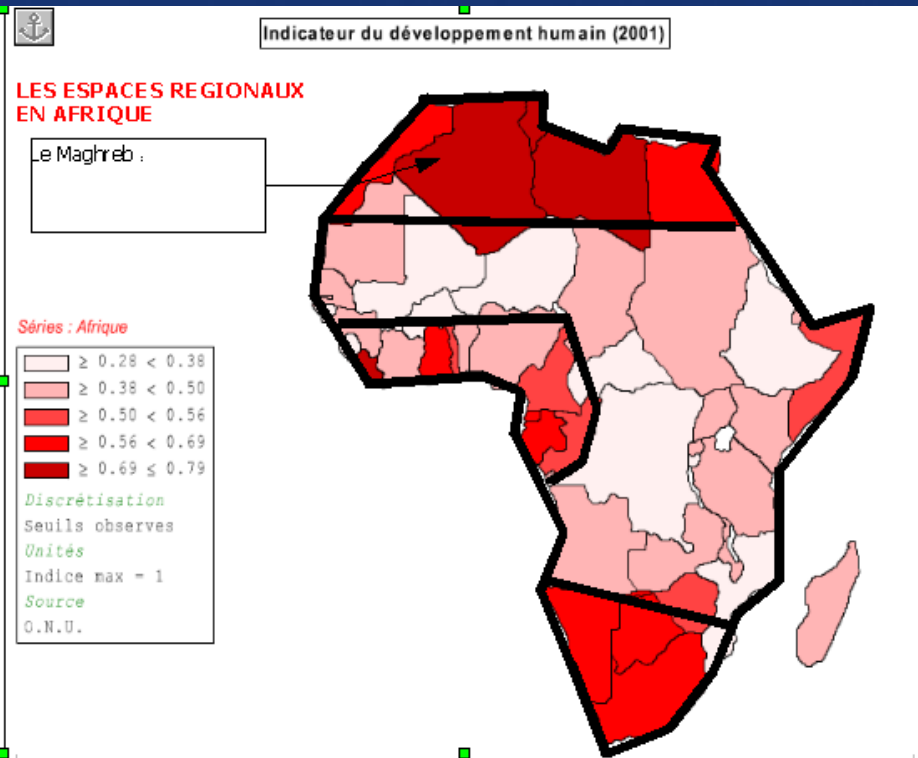 Indicateur du développement humain (2001)
LES ESPACES REGIONAUX
EN AFRIQUE
Le Maghreb :
Séries : Afrique
≥ 0.28 < 0.38
≥ 0.38 < 0.50
≥ 0.50 < 0.56
≥ 0.56 < 0.69
≥ 0.69 ≤ 0.79
Discrétisation
Seuils observes
Unités
Indice max = 1
Source
O.N.U.